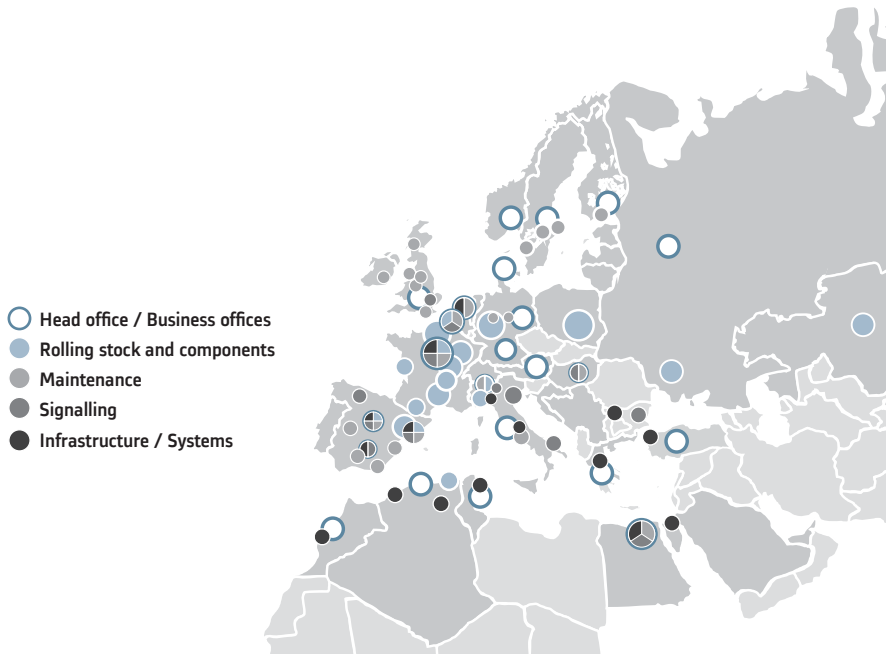 Head office / Business offices
Rolling stock and components
Maintenance
Signalling
Infrastructure / Systems